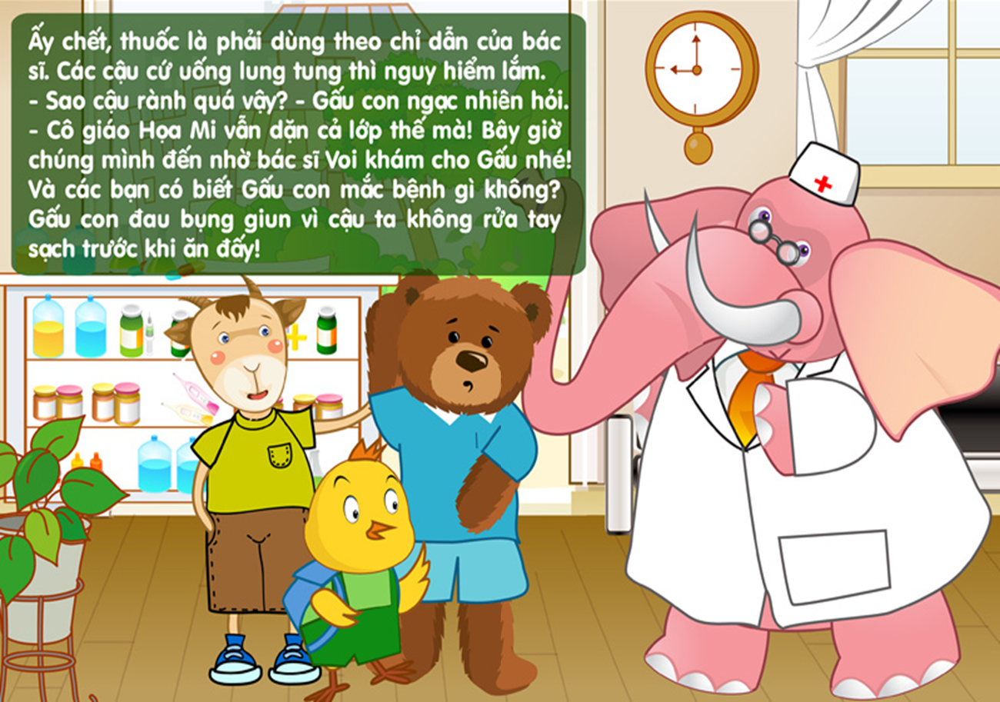 Ấy chết, thuốc là phải dùng theo chỉ dẫn của bác
sĩ. Các cậu cứ uống lung tung thì nguy hiểm lắm.
- Sao cậu rành quá vậy? - Gấu con ngạc nhiên hỏi.
- Cô giáo Họa Mi vẫn dặn cả lớp thế mà! Bây giờ
chúng mình đến nhờ bác sĩ Voi khám cho Gấu nhé!
Và các bạn có biết Gấu con mắc bệnh gì không?
Gấu con đau bụng giun vì cậu ta không rửa tay
sạch trước khi ăn đấy!